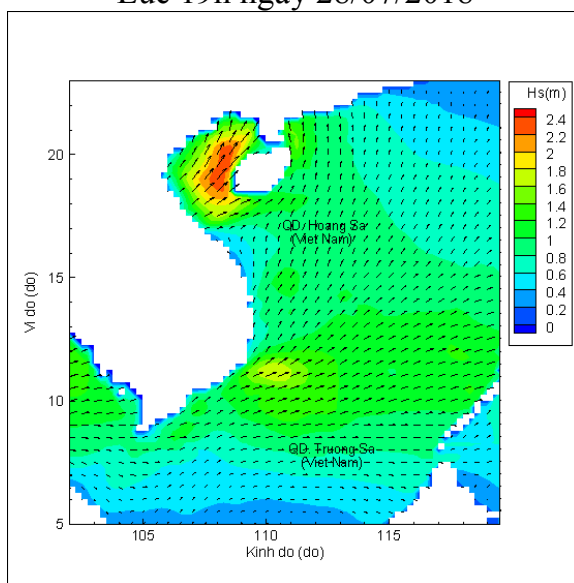 Lúc 19h ngày 28/07/2018
Hs(m)
2.4
2.2
2
1.8
1.6
1.4
1.2
1
0.8
0.6
0.4
0.2
0
QD. Hoang Sa
(Viet Nam)
QD. Truong Sa
(Viet Nam)
Vi do (do)
20
15
10
5
105
110
115
Kinh do (do)